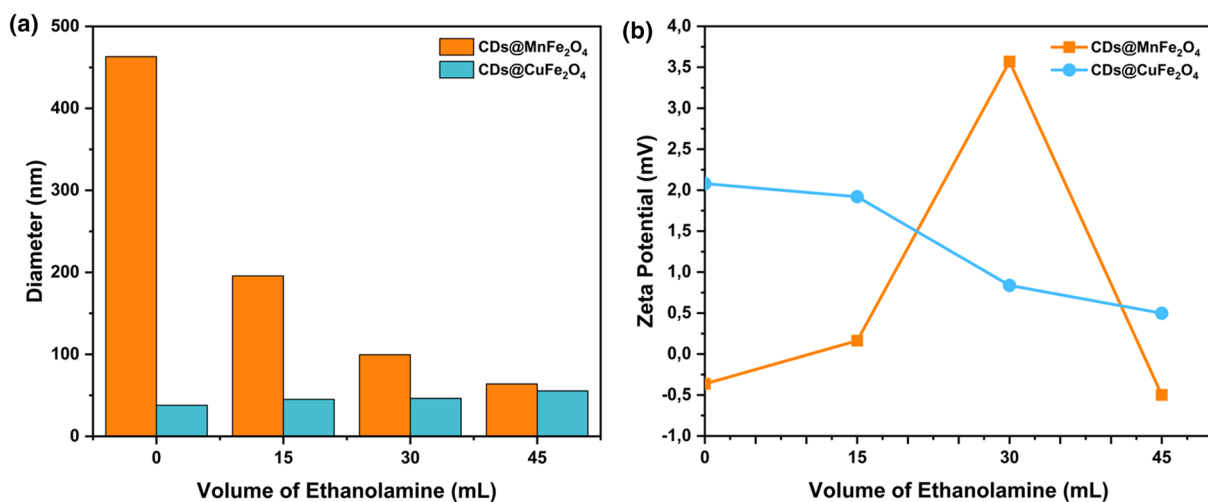 (a)
500
400
300
200
100
0
Diameter (nm)
CDs@MnFe₂O₄
CDs@CuFe₂O₄
0 15 30 45
Volume of Ethanolamine (mL)
(b)
4,0
3,5
3,0
2,5
2,0
1,5
1,0
0,5
0,0
-0,5
-1,0
Zeta Potential (mV)
CDs@MnFe₂O₄
CDs@CuFe₂O₄
0 15 30 45
Volume of Ethanolamine (mL)